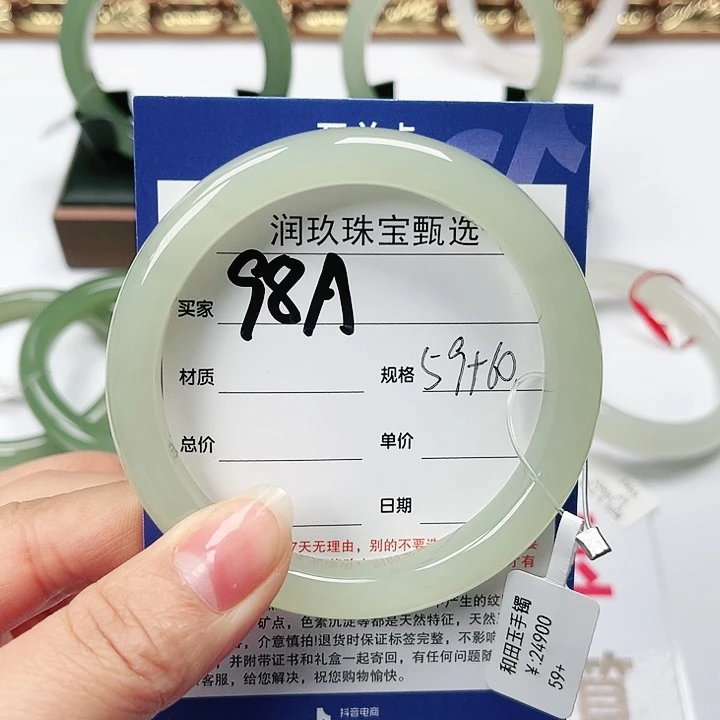 润玖珠宝甄选
买家 98A
材质 规格 59+60
总价 单价
日期
7天无理由，别的不要选
产生的纹
矿点，色素沉淀等都是天然特征，天然
介意慎拍!退货时保证标签完整，不影响
并附带证书和礼盒一起寄回，有任何问题随
客服，给您解决，祝您购物愉快。
抖音电商
和田玉手镯
¥:24900
59+